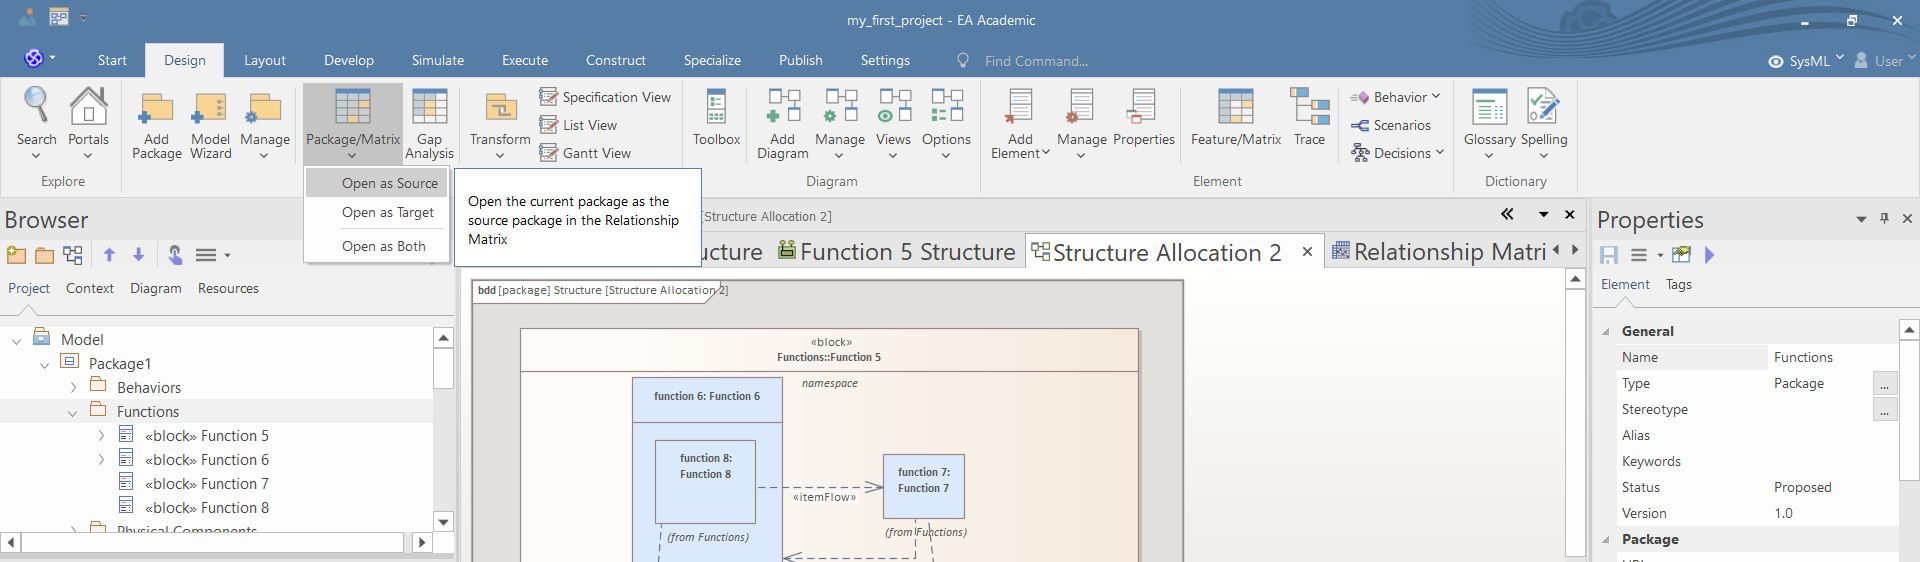 my_first_project - EA Academic
Start Design Layout Develop Simulate Execute Construct Specialize Publish Settings Find Command... SysML User
Search Portals Add Package Model Wizard Manage Package/Matrix Gap Analysis Transform Specification View
List View
Gantt View
Toolbox Add Diagram Manage Views Options Add Element Manage Properties Feature/Matrix Trace Behavior
Scenarios
Decisions
Glossary Spelling
Explore Diagram Element Dictionary
Open as Source
Open as Target
Open as Both
Open the current package as the
source package in the Relationship
Matrix
Browser
Project Context Diagram Resources
Model
Package1
Behaviors
Functions
«block» Function 5
«block» Function 6
«block» Function 7
«block» Function 8
Physical Components
[Structure Allocation 2]
ucture Function 5 Structure Structure Allocation 2 Relationship Matri
bdd [package] Structure [Structure Allocation 2]
«block»
Functions::Function 5
namespace
function 6: Function 6
function 8:
Function 8
(from Functions)
«itemFlow»
function 7:
Function 7
(from Functions)
Properties
Element Tags
General
Name Functions
Type Package ...
Stereotype ...
Alias
Keywords
Status Proposed
Version 1.0
Package